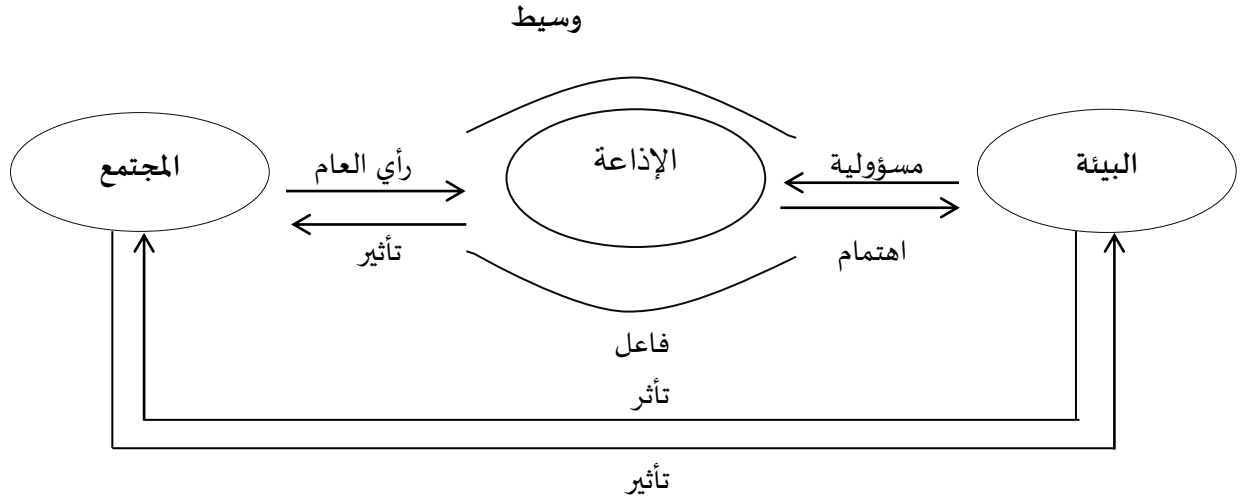 وسيط
الإذاعة
البيئة
المجتمع
مسؤولية
رأي العام
اهتمام
تأثير
فاعل
تأثر
تأثير